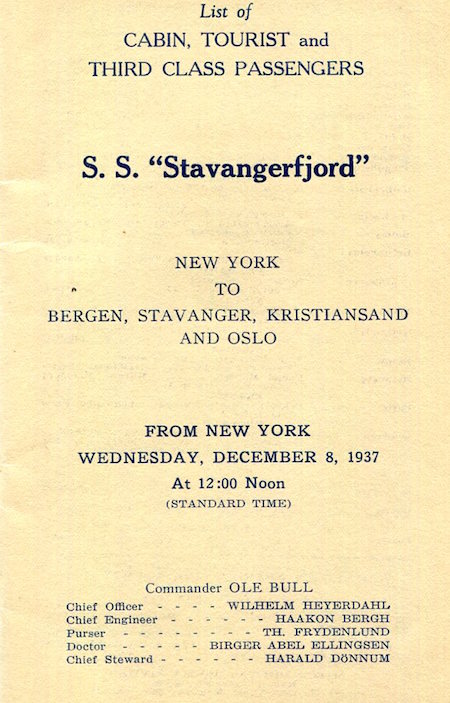 List of
CABIN, TOURIST and
THIRD CLASS PASSENGERS
S. S. “Stavangerfjord”
NEW YORK
TO
BERGEN, STAVANGER, KRISTIANSAND
AND OSLO
FROM NEW YORK
WEDNESDAY, DECEMBER 8, 1937
At 12:00 Noon
(STANDARD TIME)
Commander OLE BULL
Chief Officer - - - - WILHELM HEYERDAHL
Chief Engineer - - - - - - HAAKON BERGH
Purser - - - - - - - - TH. FRYDENLUND
Doctor - - - - - BIRGER ABEL ELLINGSEN
Chief Steward - - - - - - HARALD DÖNNUM